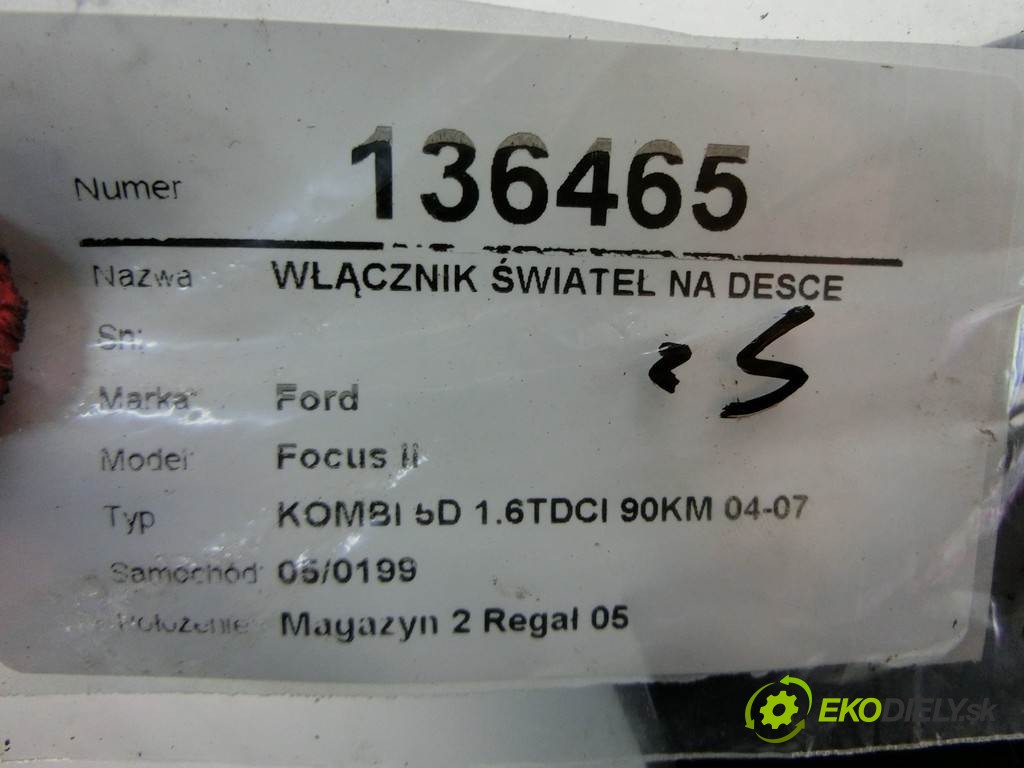 Numer 136465
Nazwa WŁĄCZNIK ŚWIATEŁ NA DESCE
Sn:
25
Marka: Ford
Model: Focus II
Typ KOMBI 5D 1.6TDCI 90KM 04-07
Samochód: 05/0199
Położenie: Magazyn 2 Regał 05
EKODIELY.sk